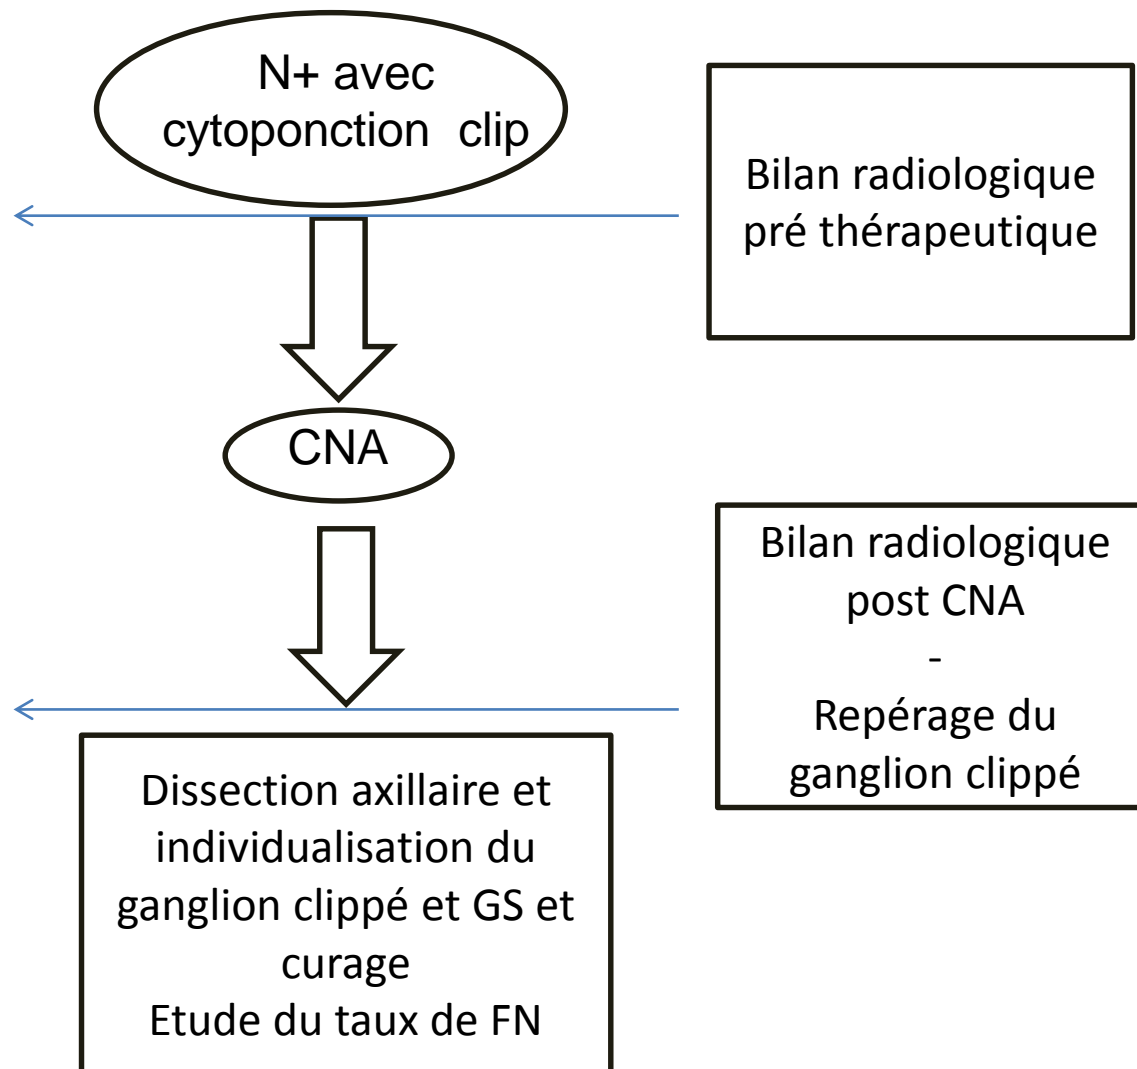 N+ avec
cytoponction clip
Bilan radiologique
pré thérapeutique
CNA
Bilan radiologique
post CNA
-
Repérage du
ganglion clippé
Dissection axillaire et
individualisation du
ganglion clippé et GS et
curage
Etude du taux de FN